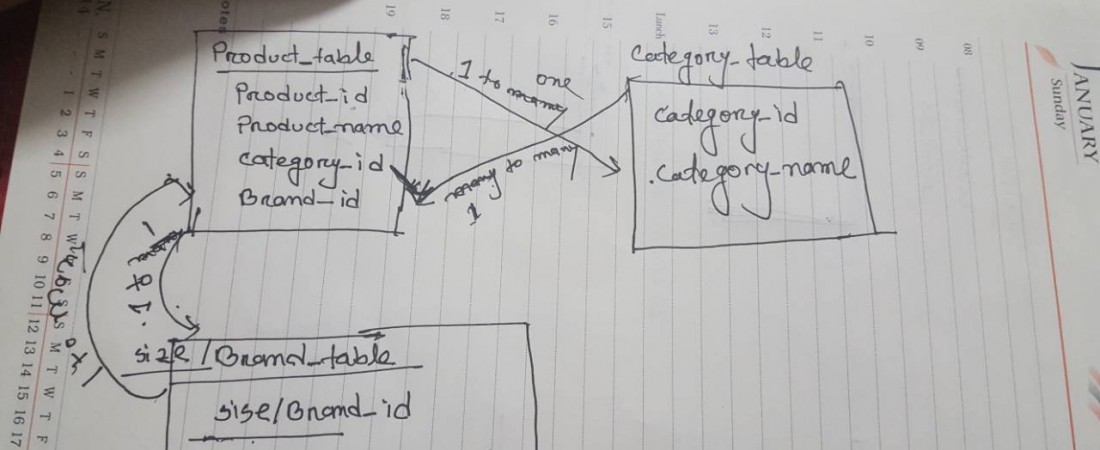 Product_table
Product_id
Product_name
category_id
Brand_id
1 to
one
many
1
to many
category_table
category_id
.category_name
1 to 1
size/Brand_table
sise/Brand_id
19
18
17
16
15
Lunch
13
12
11
10
09
08
JANUARY
Sunday
S M T W T F S S M T W T F S S M T W T F
1 2 3 4 5 6 7 8 9 10 11 12 13 14 15 16 17